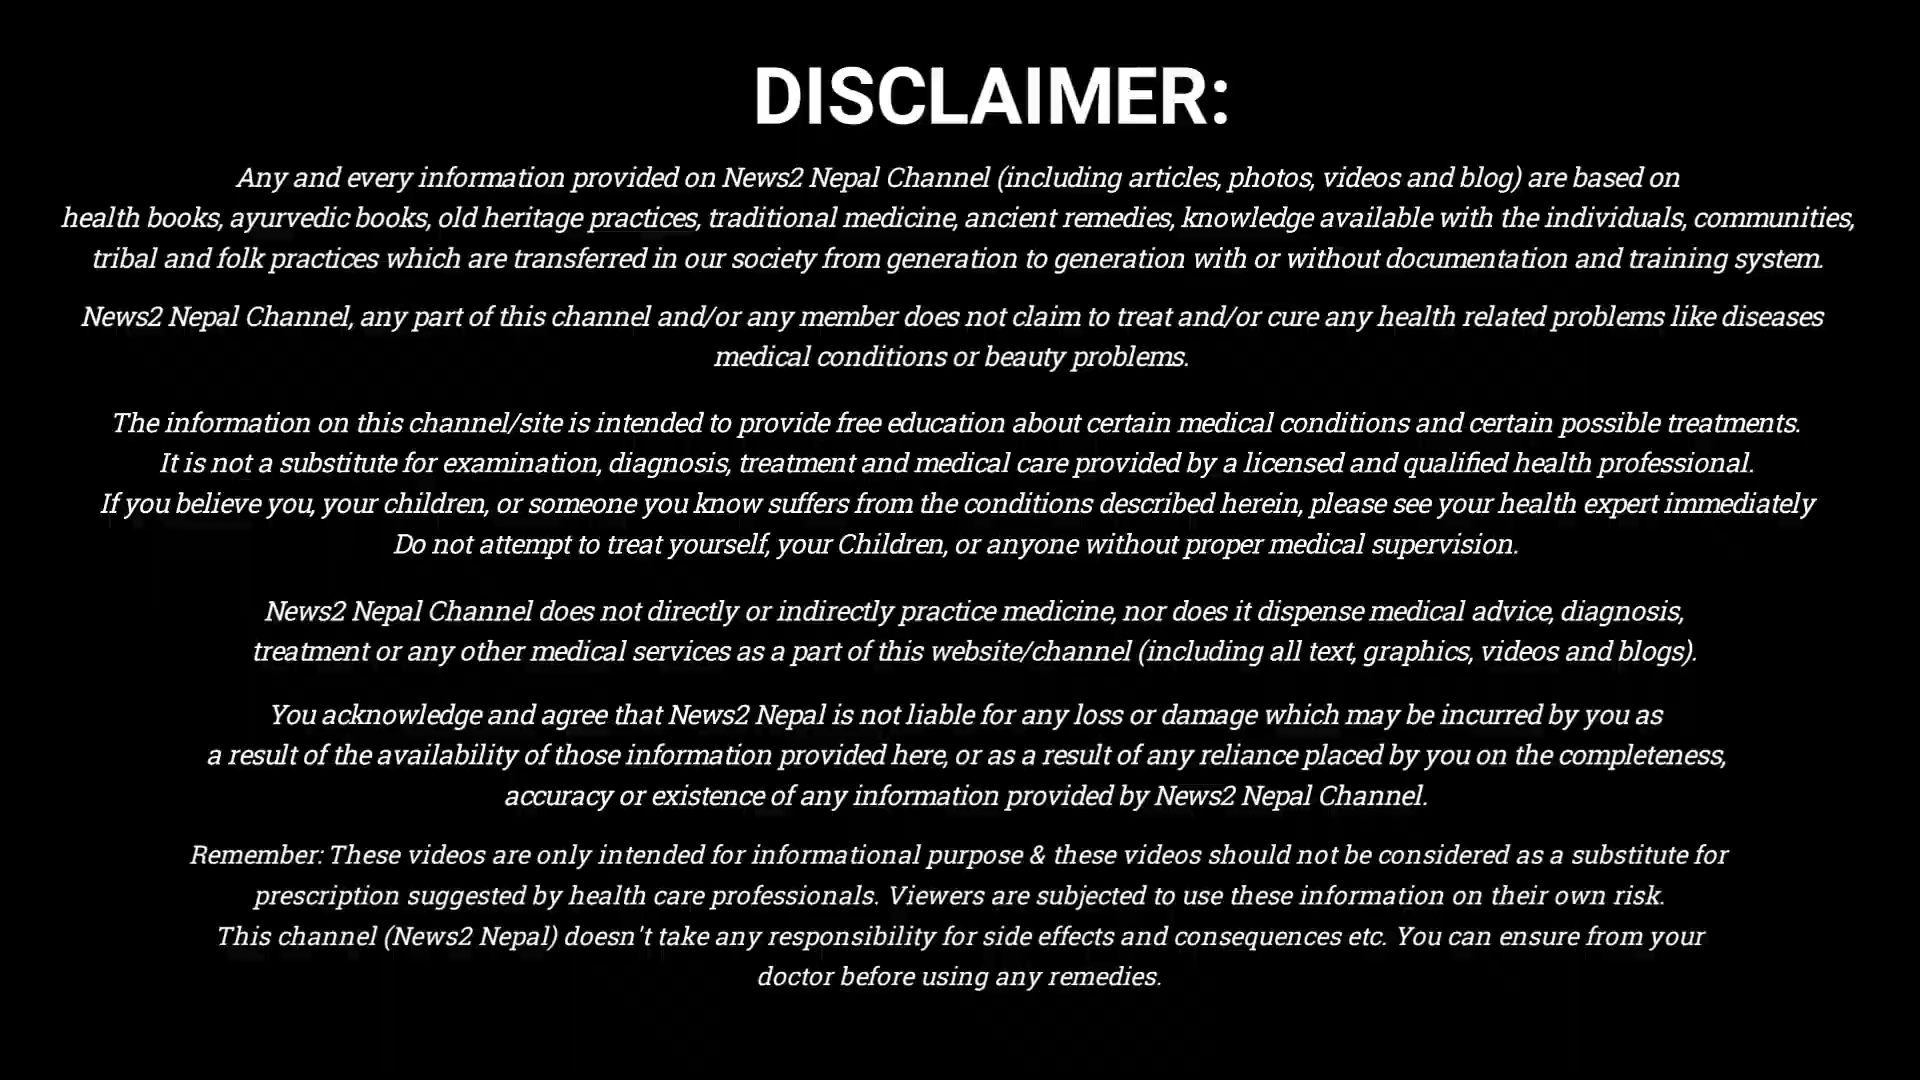 DISCLAIMER:
Any and every information provided on News2 Nepal Channel (including articles, photos, videos and blog) are based on
health books, ayurvedic books, old heritage practices, traditional medicine, ancient remedies, knowledge available with the individuals, communities,
tribal and folk practices which are transferred in our society from generation to generation with or without documentation and training system.
News2 Nepal Channel, any part of this channel and/or any member does not claim to treat and/or cure any health related problems like diseases
medical conditions or beauty problems.
The information on this channel/site is intended to provide free education about certain medical conditions and certain possible treatments.
It is not a substitute for examination, diagnosis, treatment and medical care provided by a licensed and qualified health professional.
If you believe you, your children, or someone you know suffers from the conditions described herein, please see your health expert immediately
Do not attempt to treat yourself, your Children, or anyone without proper medical supervision.
News2 Nepal Channel does not directly or indirectly practice medicine, nor does it dispense medical advice, diagnosis,
treatment or any other medical services as a part of this website/channel (including all text, graphics, videos and blogs).
You acknowledge and agree that News2 Nepal is not liable for any loss or damage which may be incurred by you as
a result of the availability of those information provided here, or as a result of any reliance placed by you on the completeness,
accuracy or existence of any information provided by News2 Nepal Channel.
Remember: These videos are only intended for informational purpose & these videos should not be considered as a substitute for
prescription suggested by health care professionals. Viewers are subjected to use these information on their own risk.
This channel (News2 Nepal) doesn't take any responsibility for side effects and consequences etc. You can ensure from your
doctor before using any remedies.